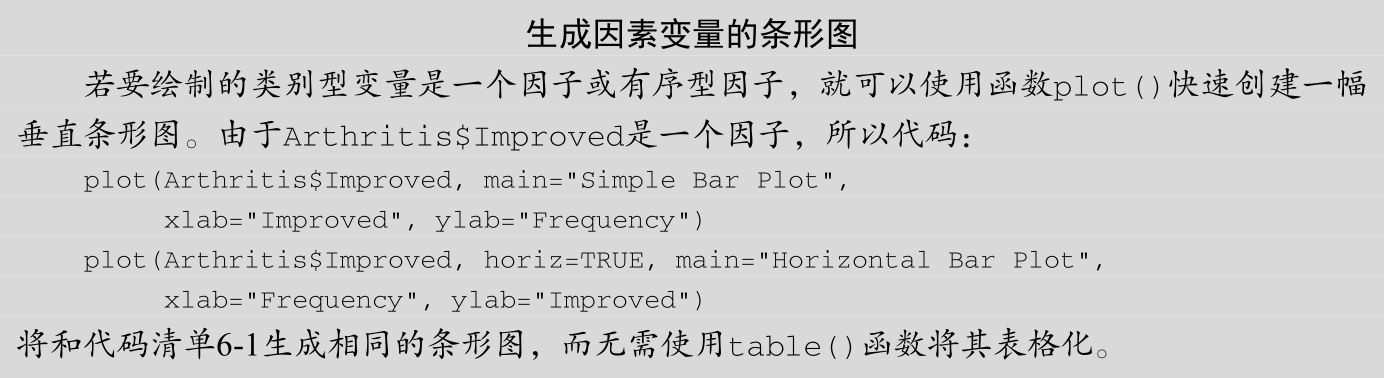 生成因素变量的条形图
若要绘制的类别型变量是一个因子或有序型因子，就可以使用函数plot()快速创建一幅
垂直条形图。由于Arthritis$Improved是一个因子，所以代码：
plot(Arthritis$Improved, main="Simple Bar Plot",
xlab="Improved", ylab="Frequency")
plot(Arthritis$Improved, horiz=TRUE, main="Horizontal Bar Plot",
xlab="Frequency", ylab="Improved")
将和代码清单6-1生成相同的条形图，而无需使用table()函数将其表格化。